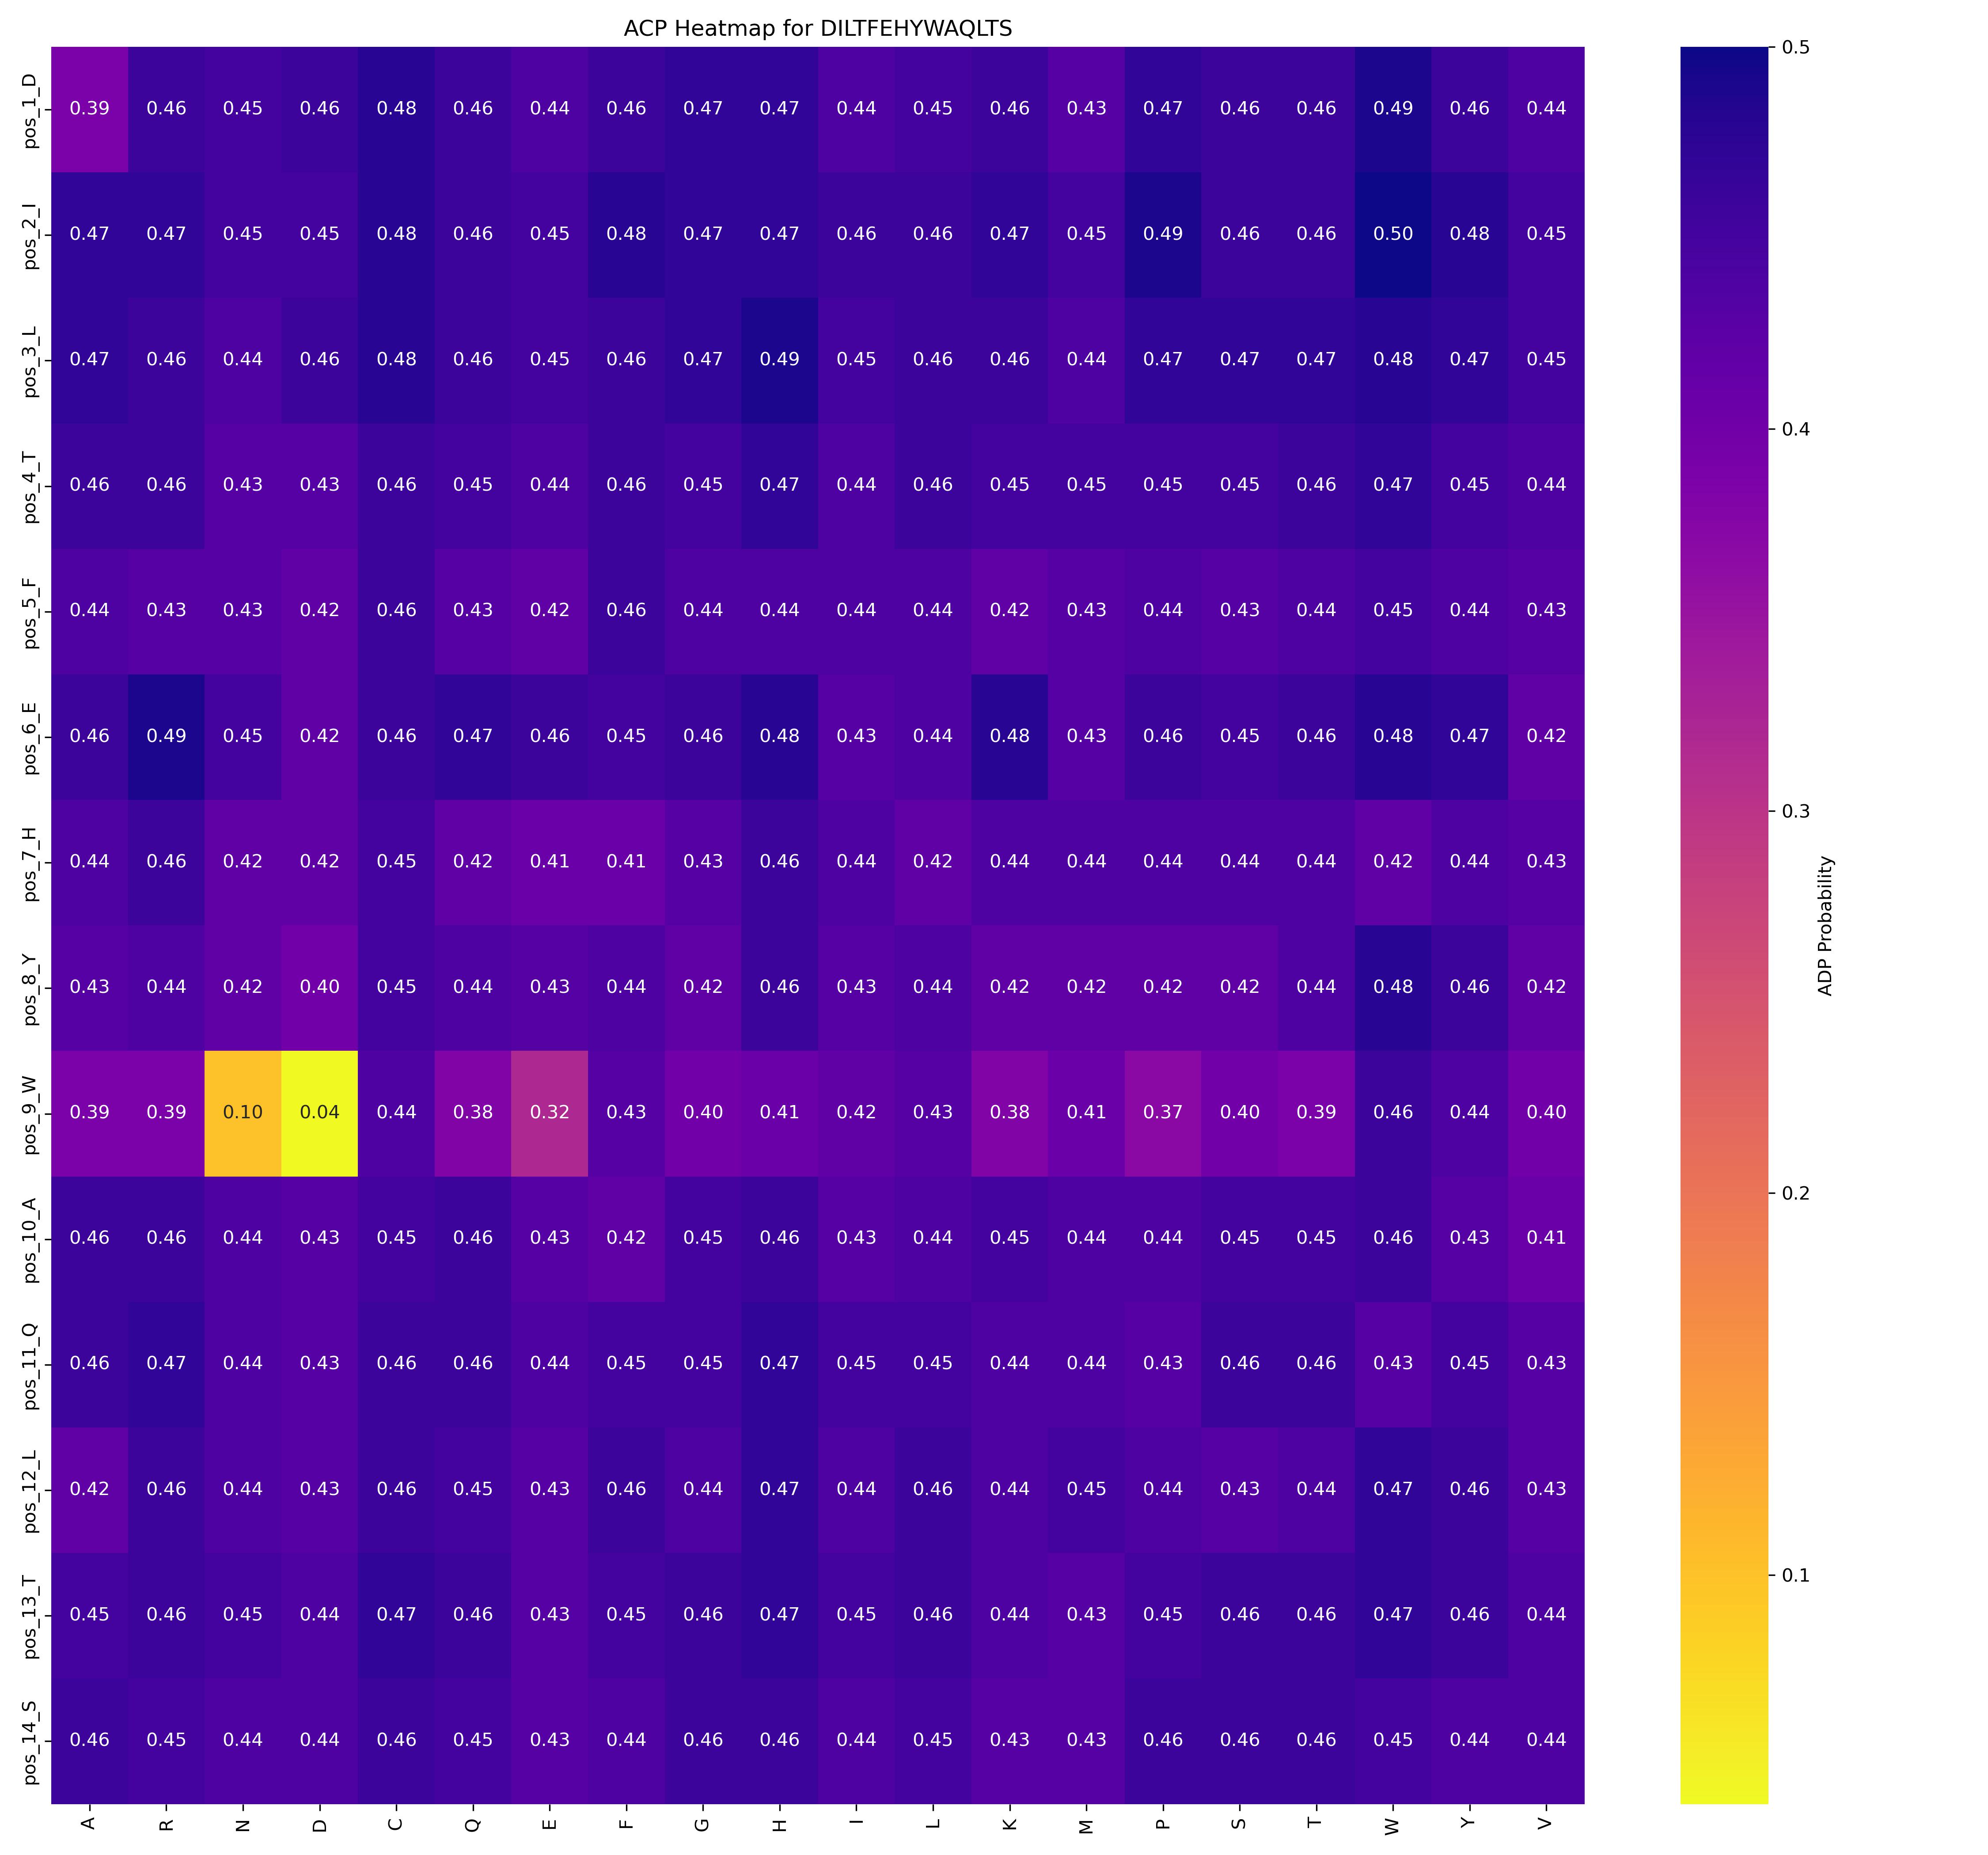 ACP Heatmap for DILTFEHYWAQLTS
pos_1_D 0.39 0.46 0.45 0.46 0.48 0.46 0.44 0.46 0.47 0.47 0.44 0.45 0.46 0.43 0.47 0.46 0.46 0.49 0.46 0.44
pos_2_I 0.47 0.47 0.45 0.45 0.48 0.46 0.45 0.48 0.47 0.47 0.46 0.46 0.47 0.45 0.49 0.46 0.46 0.50 0.48 0.45
pos_3_L 0.47 0.46 0.44 0.46 0.48 0.46 0.45 0.46 0.47 0.49 0.45 0.46 0.46 0.44 0.47 0.47 0.47 0.48 0.47 0.45
pos_4_T 0.46 0.46 0.43 0.43 0.46 0.45 0.44 0.46 0.45 0.47 0.44 0.46 0.45 0.45 0.45 0.45 0.46 0.47 0.45 0.44
pos_5_F 0.44 0.43 0.43 0.42 0.46 0.43 0.42 0.46 0.44 0.44 0.44 0.44 0.42 0.43 0.44 0.43 0.44 0.45 0.44 0.43
pos_6_E 0.46 0.49 0.45 0.42 0.46 0.47 0.46 0.45 0.46 0.48 0.43 0.44 0.48 0.43 0.46 0.45 0.46 0.48 0.47 0.42
pos_7_H 0.44 0.46 0.42 0.42 0.45 0.42 0.41 0.41 0.43 0.46 0.44 0.42 0.44 0.44 0.44 0.44 0.44 0.42 0.44 0.43
pos_8_Y 0.43 0.44 0.42 0.40 0.45 0.44 0.43 0.44 0.42 0.46 0.43 0.44 0.42 0.42 0.42 0.42 0.44 0.48 0.46 0.42
pos_9_W 0.39 0.39 0.10 0.04 0.44 0.38 0.32 0.43 0.40 0.41 0.42 0.43 0.38 0.41 0.37 0.40 0.39 0.46 0.44 0.40
pos_10_A 0.46 0.46 0.44 0.43 0.45 0.46 0.43 0.42 0.45 0.46 0.43 0.44 0.45 0.44 0.44 0.45 0.45 0.46 0.43 0.41
pos_11_Q 0.46 0.47 0.44 0.43 0.46 0.46 0.44 0.45 0.45 0.47 0.45 0.45 0.44 0.44 0.43 0.46 0.46 0.43 0.45 0.43
pos_12_L 0.42 0.46 0.44 0.43 0.46 0.45 0.43 0.46 0.44 0.47 0.44 0.46 0.44 0.45 0.44 0.43 0.44 0.47 0.46 0.43
pos_13_T 0.45 0.46 0.45 0.44 0.47 0.46 0.43 0.45 0.46 0.47 0.45 0.46 0.44 0.43 0.45 0.46 0.46 0.47 0.46 0.44
pos_14_S 0.46 0.45 0.44 0.44 0.46 0.45 0.43 0.44 0.46 0.46 0.44 0.45 0.43 0.43 0.46 0.46 0.46 0.45 0.44 0.44
A R N D C Q E F G H I L K M P S T W Y V
0.5
0.4
0.3
0.2
0.1
ADP Probability